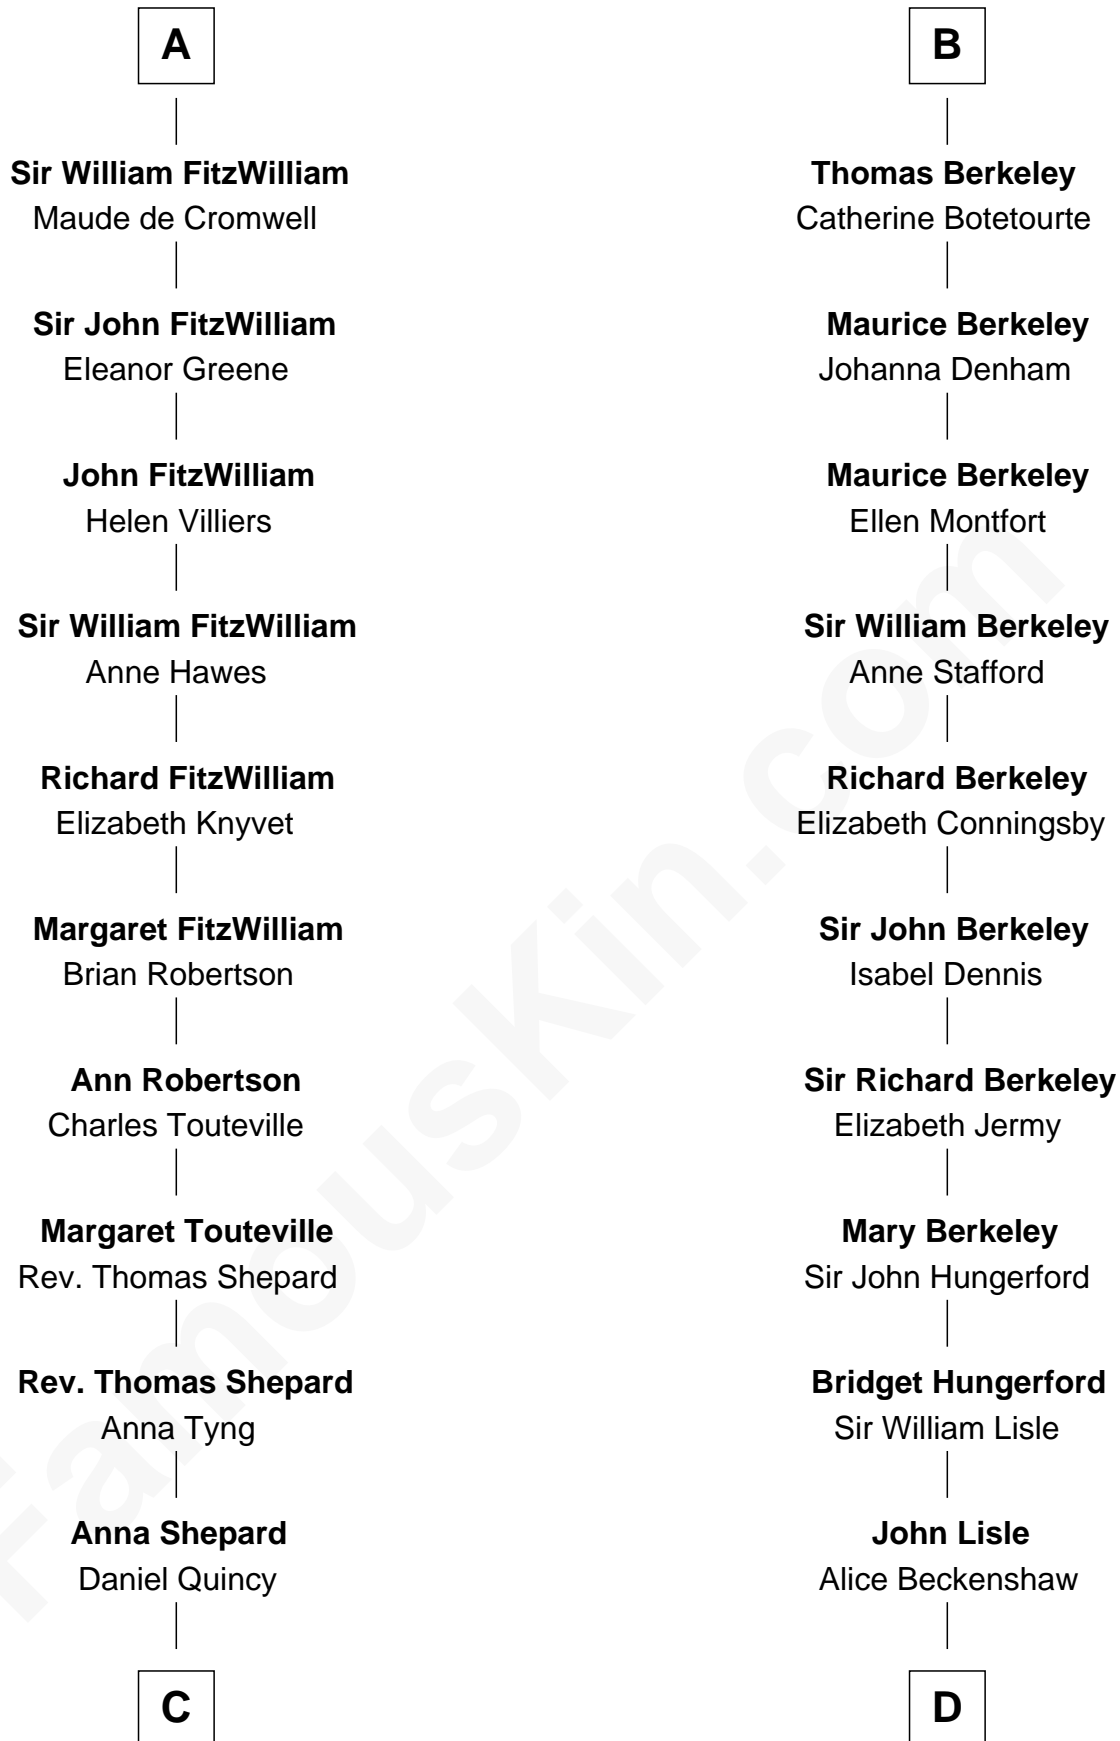 A
Sir William FitzWilliam
Maude de Cromwell
Sir John FitzWilliam
Eleanor Greene
John FitzWilliam
Helen Villiers
Sir William FitzWilliam
Anne Hawes
Richard FitzWilliam
Elizabeth Knyvet
Margaret FitzWilliam
Brian Robertson
Ann Robertson
Charles Touteville
Margaret Touteville
Rev. Thomas Shepard
Rev. Thomas Shepard
Anna Tyng
Anna Shepard
Daniel Quincy
C
B
Thomas Berkeley
Catherine Botetourte
Maurice Berkeley
Johanna Denham
Maurice Berkeley
Ellen Montfort
Sir William Berkeley
Anne Stafford
Richard Berkeley
Elizabeth Conningsby
Sir John Berkeley
Isabel Dennis
Sir Richard Berkeley
Elizabeth Jermy
Mary Berkeley
Sir John Hungerford
Bridget Hungerford
Sir William Lisle
John Lisle
Alice Beckenshaw
D
FamousKin.com